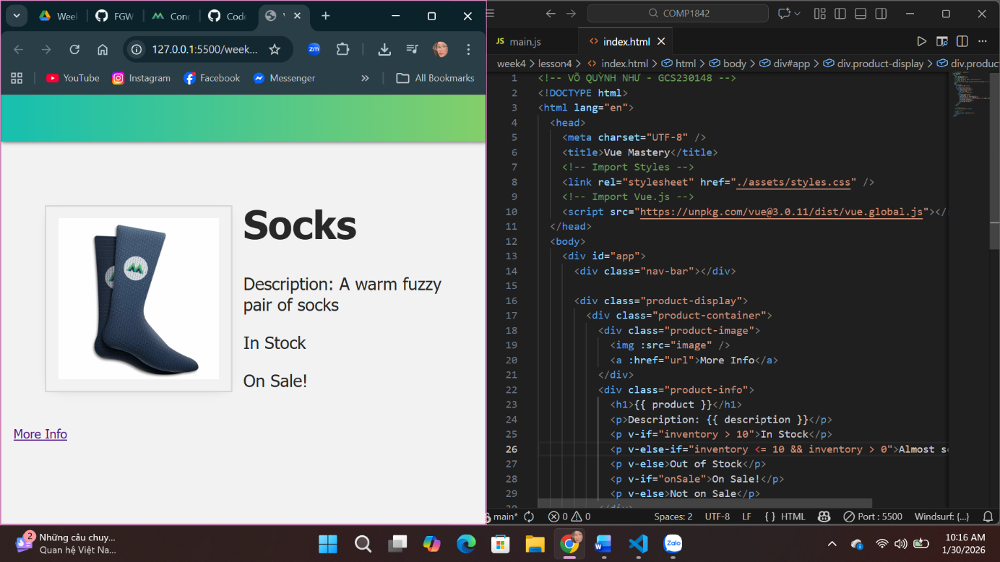 Week
FGW
Conc
Code
127.0.0.1:5500/week...
zm
YouTube
Instagram
Facebook
Messenger
»
All Bookmarks
Socks
Description: A warm fuzzy
pair of socks
In Stock
On Sale!
More Info
COMP1842
JS main.js
<> index.html
week4 > lesson4 > <> index.html > html > body > div#app > div.product-display > div.produc
1 <!-- VÕ QUỲNH NHƯ - GCS230148 -->
2 <!DOCTYPE html>
3 <html lang="en">
4 <head>
5 <meta charset="UTF-8" />
6 <title>Vue Mastery</title>
7 <!-- Import Styles -->
8 <link rel="stylesheet" href="./assets/styles.css" />
9 <!-- Import Vue.js -->
10 <script src="https://unpkg.com/vue@3.0.11/dist/vue.global.js"></
11 </head>
12 <body>
13 <div id="app">
14 <div class="nav-bar"></div>
15
16 <div class="product-display">
17 <div class="product-container">
18 <div class="product-image">
19 <img :src="image" />
20 <a :href="url">More Info</a>
21 </div>
22 <div class="product-info">
23 <h1>{{ product }}</h1>
24 <p>Description: {{ description }}</p>
25 <p v-if="inventory > 10">In Stock</p>
26 <p v-else-if="inventory <= 10 && inventory > 0">Almost s
27 <p v-else>Out of Stock</p>
28 <p v-if="onSale">On Sale!</p>
29 <p v-else>Not on Sale</p>
main*
0 0
Spaces: 2
UTF-8
LF
{ } HTML
Port : 5500
Windsurf: {...}
2
Những câu chuy...
Quan hệ Việt Na...
Zalo
10:16 AM
1/30/2026